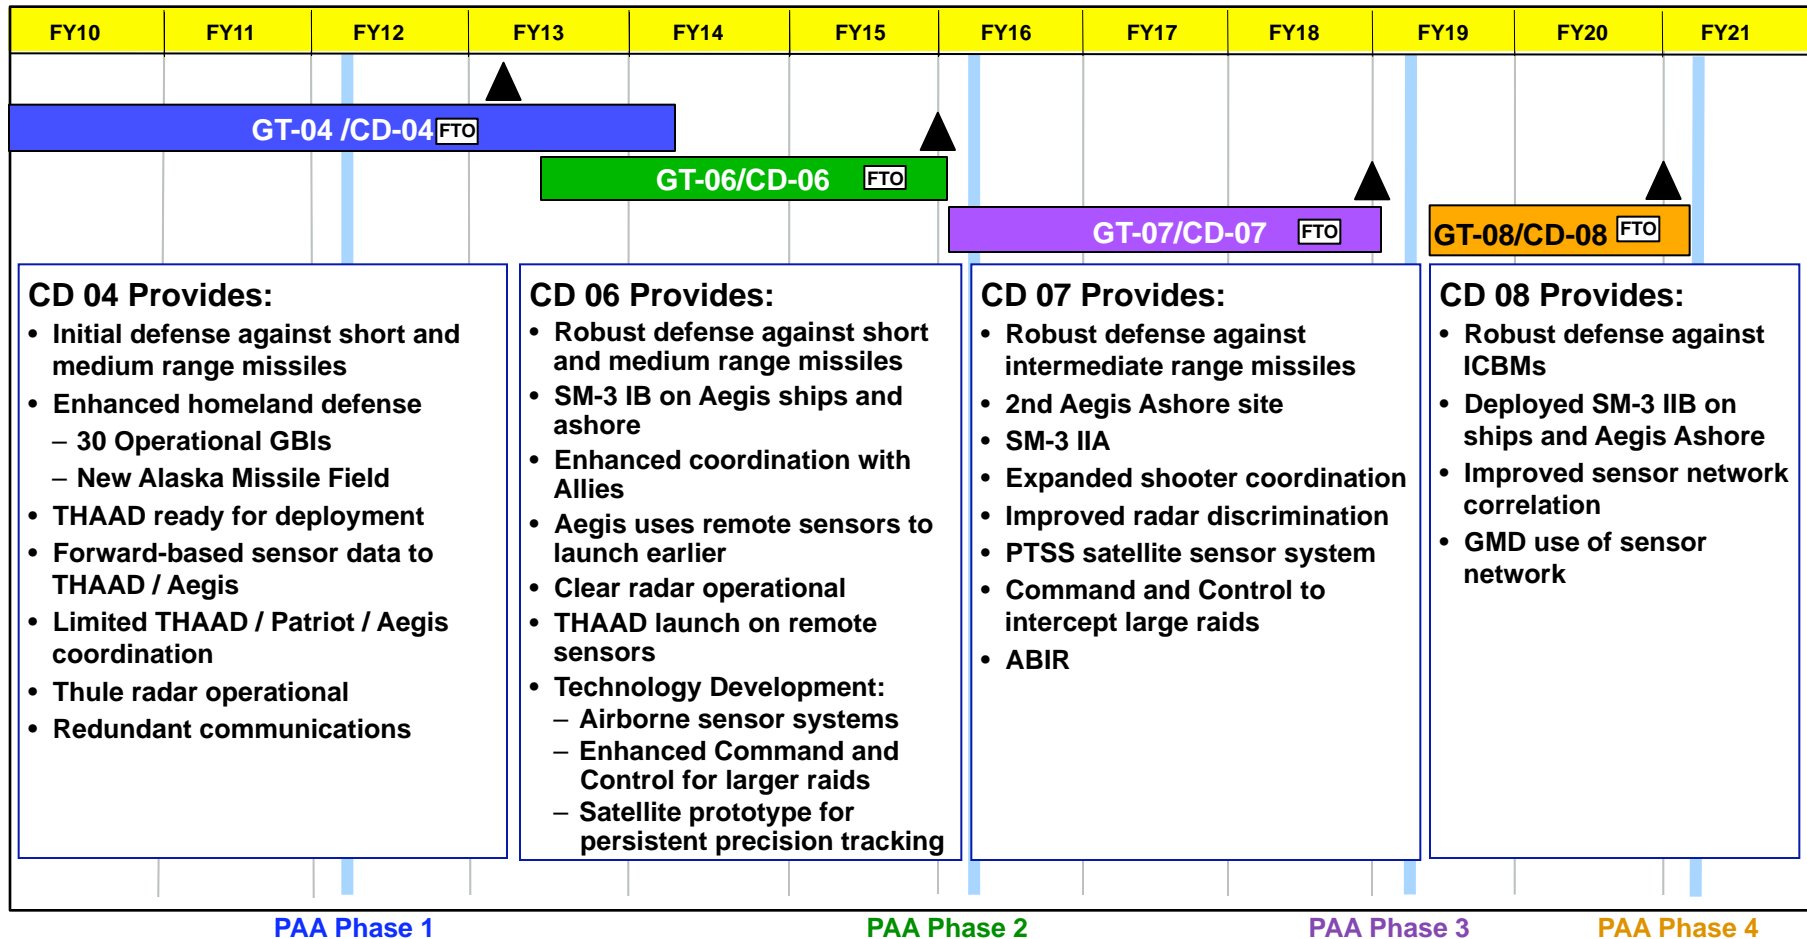 FY10 FY11 FY12 FY13 FY14 FY15 FY16 FY17 FY18 FY19 FY20 FY21
GT-04 /CD-04 FTO
GT-06/CD-06 FTO
GT-07/CD-07 FTO
GT-08/CD-08 FTO
CD 04 Provides:
• Initial defense against short and
medium range missiles
• Enhanced homeland defense
– 30 Operational GBIs
– New Alaska Missile Field
• THAAD ready for deployment
• Forward-based sensor data to
THAAD / Aegis
• Limited THAAD / Patriot / Aegis
coordination
• Thule radar operational
• Redundant communications
CD 06 Provides:
• Robust defense against short
and medium range missiles
• SM-3 IB on Aegis ships and
ashore
• Enhanced coordination with
Allies
• Aegis uses remote sensors to
launch earlier
• Clear radar operational
• THAAD launch on remote
sensors
• Technology Development:
– Airborne sensor systems
– Enhanced Command and
Control for larger raids
– Satellite prototype for
persistent precision tracking
CD 07 Provides:
• Robust defense against
intermediate range missiles
• 2nd Aegis Ashore site
• SM-3 IIA
• Expanded shooter coordination
• Improved radar discrimination
• PTSS satellite sensor system
• Command and Control to
intercept large raids
• ABIR
CD 08 Provides:
• Robust defense against
ICBMs
• Deployed SM-3 IIB on
ships and Aegis Ashore
• Improved sensor network
correlation
• GMD use of sensor
network
PAA Phase 1 PAA Phase 2 PAA Phase 3 PAA Phase 4